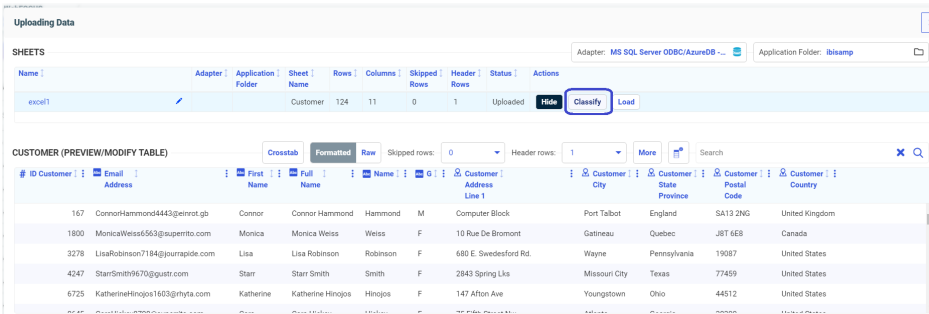 Uploading Data
SHEETS
Adapter: MS SQL Server ODBC/AzureDB -... Application Folder: ibisamp
Name Adapter Application Folder Sheet Name Rows Columns Skipped Rows Header Rows Status Actions
excel1 Customer 124 11 0 1 Uploaded Hide Classify Load
CUSTOMER (PREVIEW/MODIFY TABLE) Crosstab Formatted Raw Skipped rows: 0 Header rows: 1 More Search
# ID Customer Abc Email Address Abc First Name Abc Full Name Abc Name Abc G Customer Address Line 1 Customer City Customer State Province Customer Postal Code Customer Country
167 ConnorHammond4443@einrot.gb Connor Connor Hammond Hammond M Computer Block Port Talbot England SA13 2NG United Kingdom
1800 MonicaWeiss6563@superrito.com Monica Monica Weiss Weiss F 10 Rue De Bromont Gatineau Quebec J8T 6E8 Canada
3278 LisaRobinson7184@jourrapide.com Lisa Lisa Robinson Robinson F 680 E. Swedesford Rd. Wayne Pennsylvania 19087 United States
4247 StarrSmith9670@gustr.com Starr Starr Smith Smith F 2843 Spring Lks Missouri City Texas 77459 United States
6725 KatherineHinojos1603@rhyta.com Katherine Katherine Hinojos Hinojos F 147 Afton Ave Youngstown Ohio 44512 United States